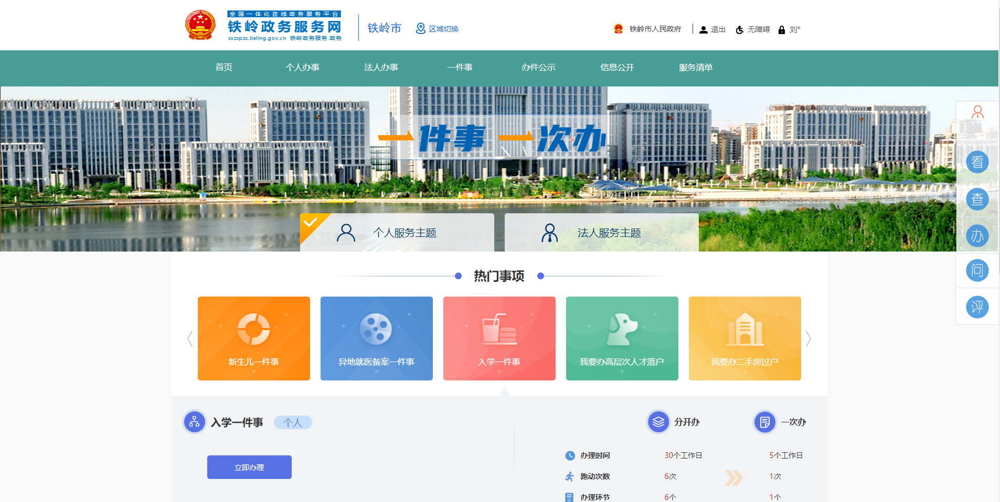 全国一体化在线政务服务平台
铁岭政务服务网
sxzspzx.tieling.gov.cn 铁岭政务服务.政务
铁岭市
区域切换
铁岭市人民政府
退出
无障碍
刘*
首页
个人办事
法人办事
一件事
办件公示
信息公开
服务清单
一件事 一次办
个人服务主题
法人服务主题
看
查
办
问
评
热门事项
新生儿一件事
异地就医备案一件事
入学一件事
我要办高层次人才落户
我要办二手房过户
入学一件事
个人
立即办理
分开办
一次办
办理时间
30个工作日
5个工作日
跑动次数
6次
1次
办理环节
6个
1个